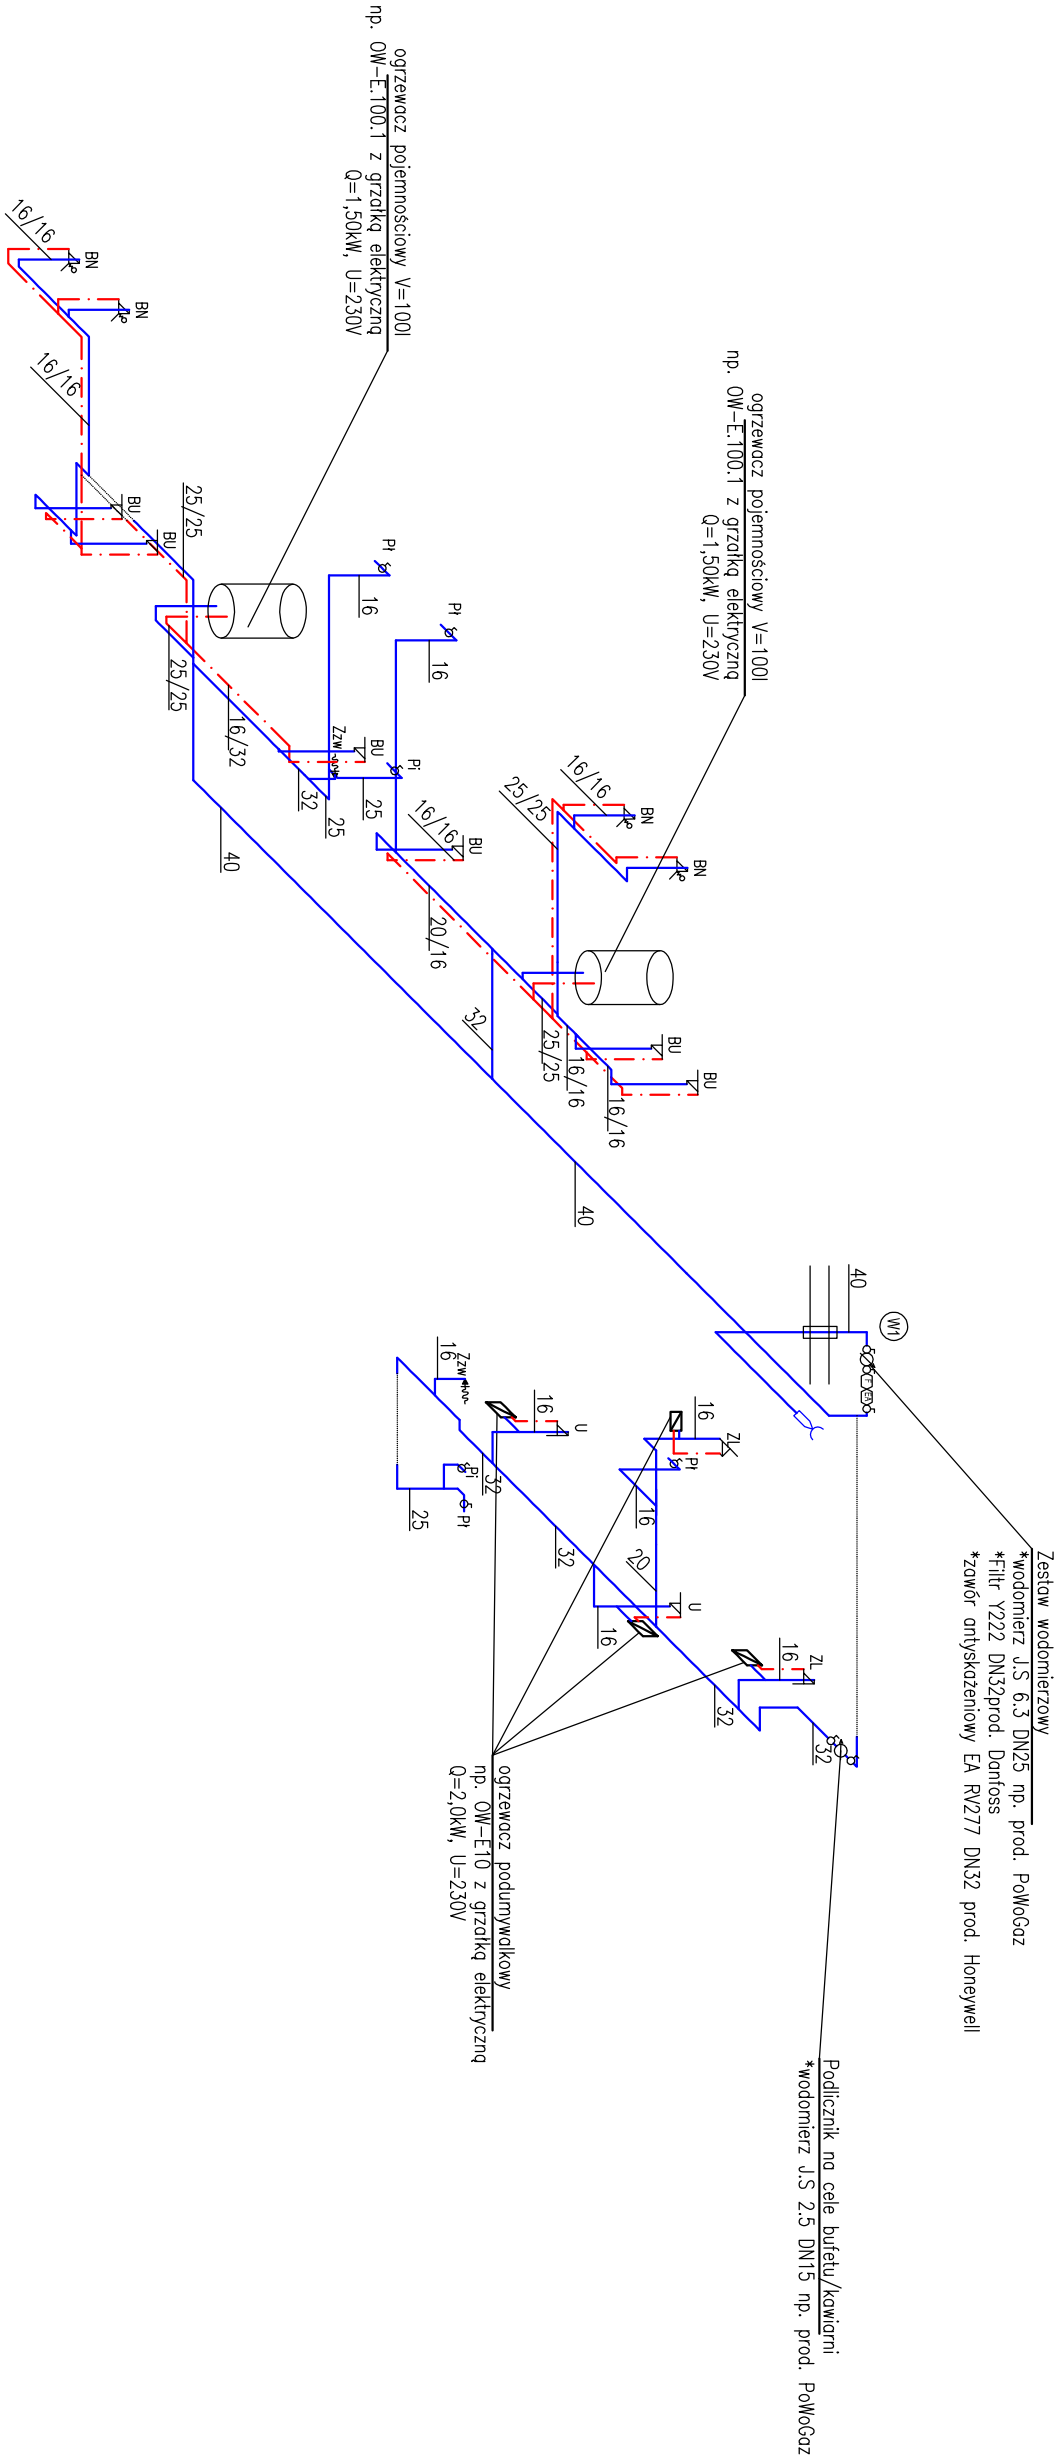 ogrzewacz pojemnościowy V=100l
np. OW-E.100.1 z grzałką elektryczną
Q=1,50kW, U=230V
ogrzewacz pojemnościowy V=100l
np. OW-E.100.1 z grzałką elektryczną
Q=1,50kW, U=230V
16/16
BN
BN
16/16
BU
BU
25/25
25/25
16/32
Pł
16
Pł
16
Zzw
BU
Pi
32
25
25
40
16/16
BU
20/16
25/25
16/16
BN
BN
32
25/25
16/16
16/16
BU
BU
40
40
W1
F
EA
Zestaw wodomierzowy
*wodomierz J.S 6.3 DN25 np. prod. PoWoGaz
*Filtr Y222 DN32prod. Danfoss
*zawór antyskażeniowy EA RV277 DN32 prod. Honeywell
16
Zzw
16
U
16
ZL
Pł
16
32
Pi
Pł
25
32
20
U
16
16
ZL
32
32
ogrzewacz podumywalkowy
np. OW-E10 z grzałką elektryczną
Q=2,0kW, U=230V
Podlicznik na cele bufetu/kawiarni
*wodomierz J.S 2.5 DN15 np. prod. PoWoGaz